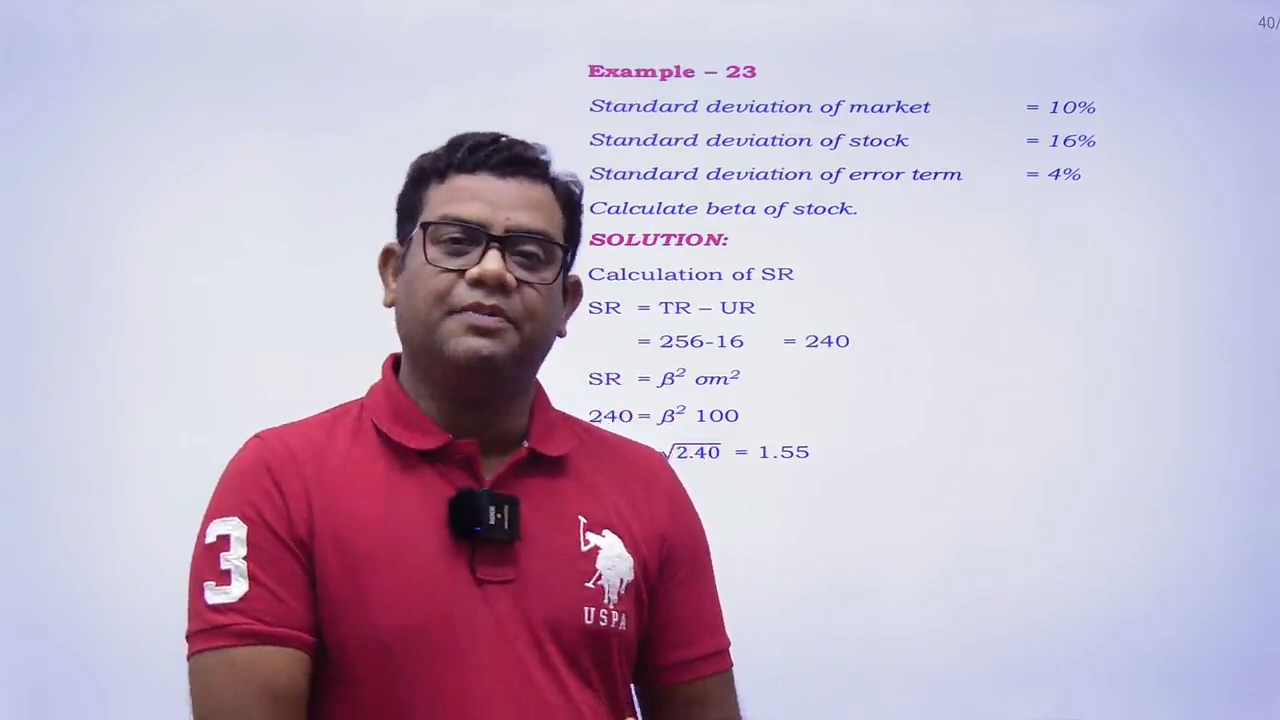 40/
Example – 23
Standard deviation of market = 10%
Standard deviation of stock = 16%
Standard deviation of error term = 4%
Calculate beta of stock.
SOLUTION:
Calculation of SR
SR = TR – UR
= 256-16 = 240
SR = β² σm²
240 = β² 100
√2.40 = 1.55
3
USPA